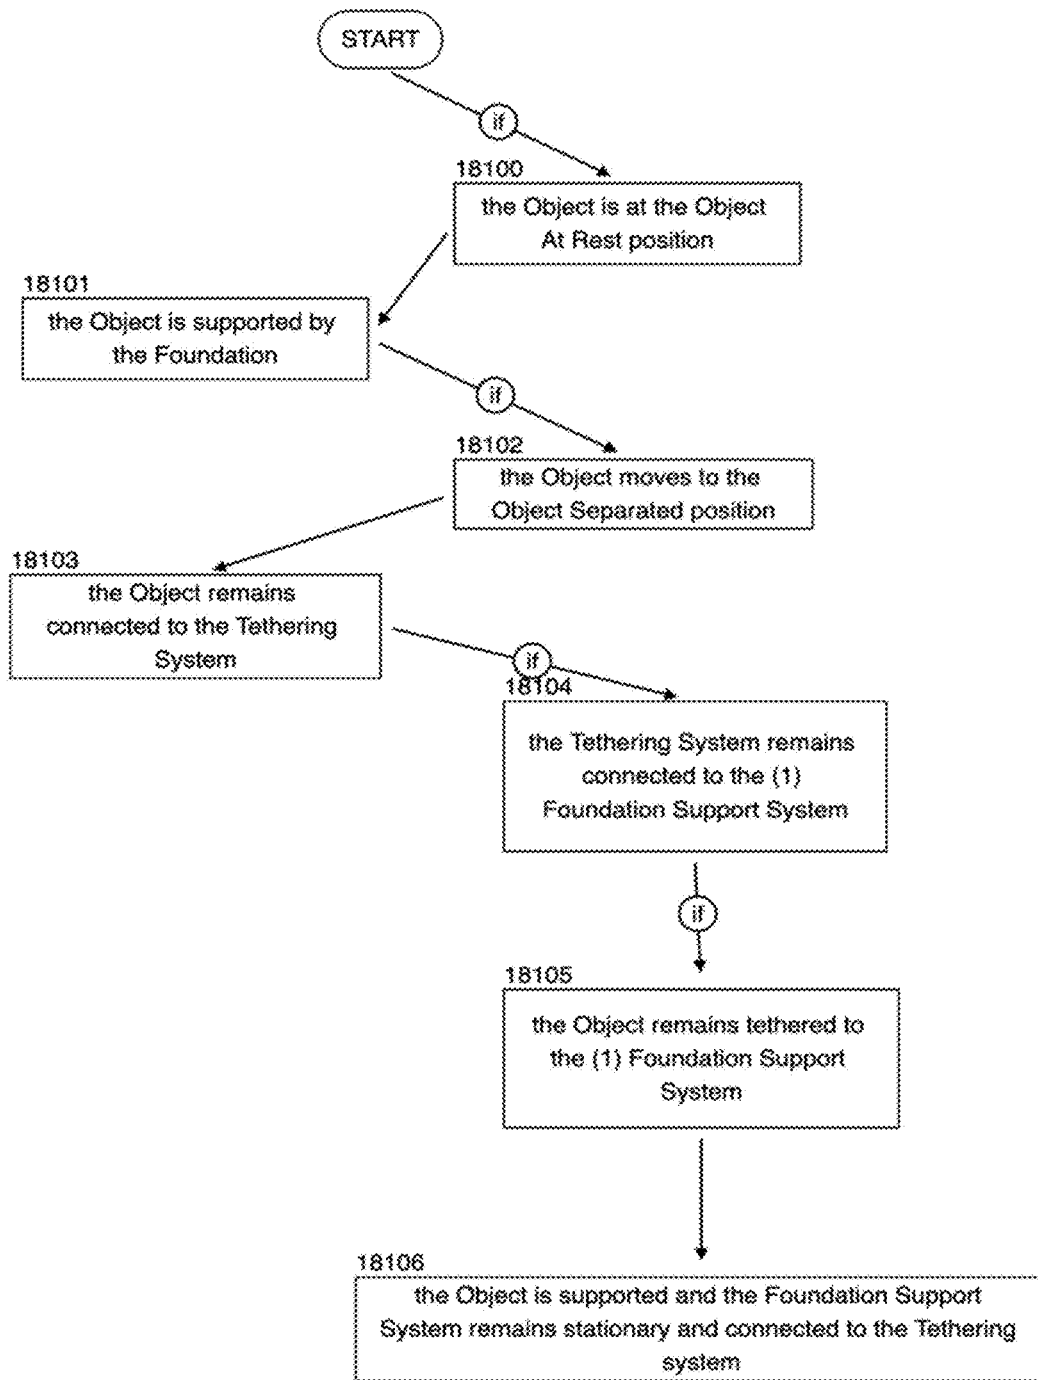 START
if
18100
the Object is at the Object
At Rest position
18101
the Object is supported by
the Foundation
if
18102
the Object moves to the
Object Separated position
18103
the Object remains
connected to the Tethering
System
if
18104
the Tethering System remains
connected to the (1)
Foundation Support System
if
18105
the Object remains tethered to
the (1) Foundation Support
System
18106
the Object is supported and the Foundation Support
System remains stationary and connected to the Tethering
system